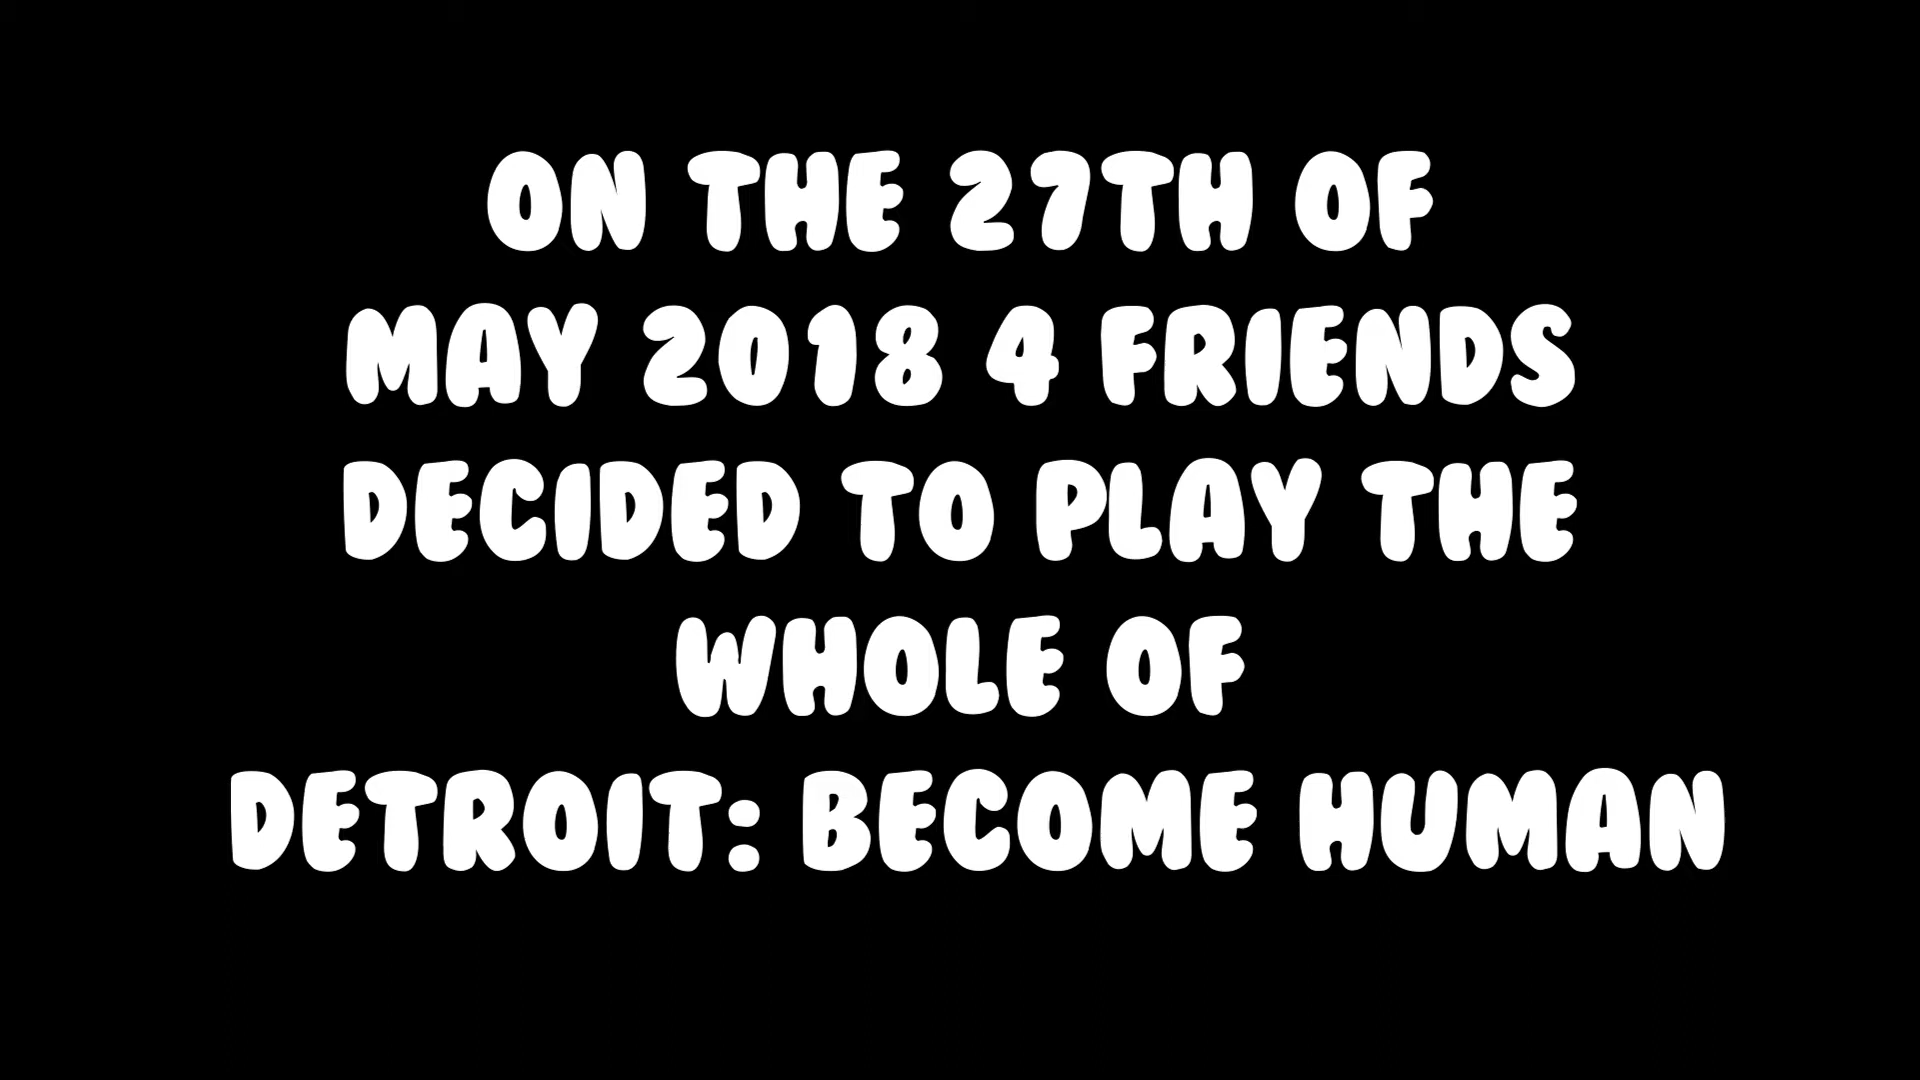 ON THE 27TH OF
MAY 2018 4 FRIENDS
DECIDED TO PLAY THE
WHOLE OF
DETROIT: BECOME HUMAN